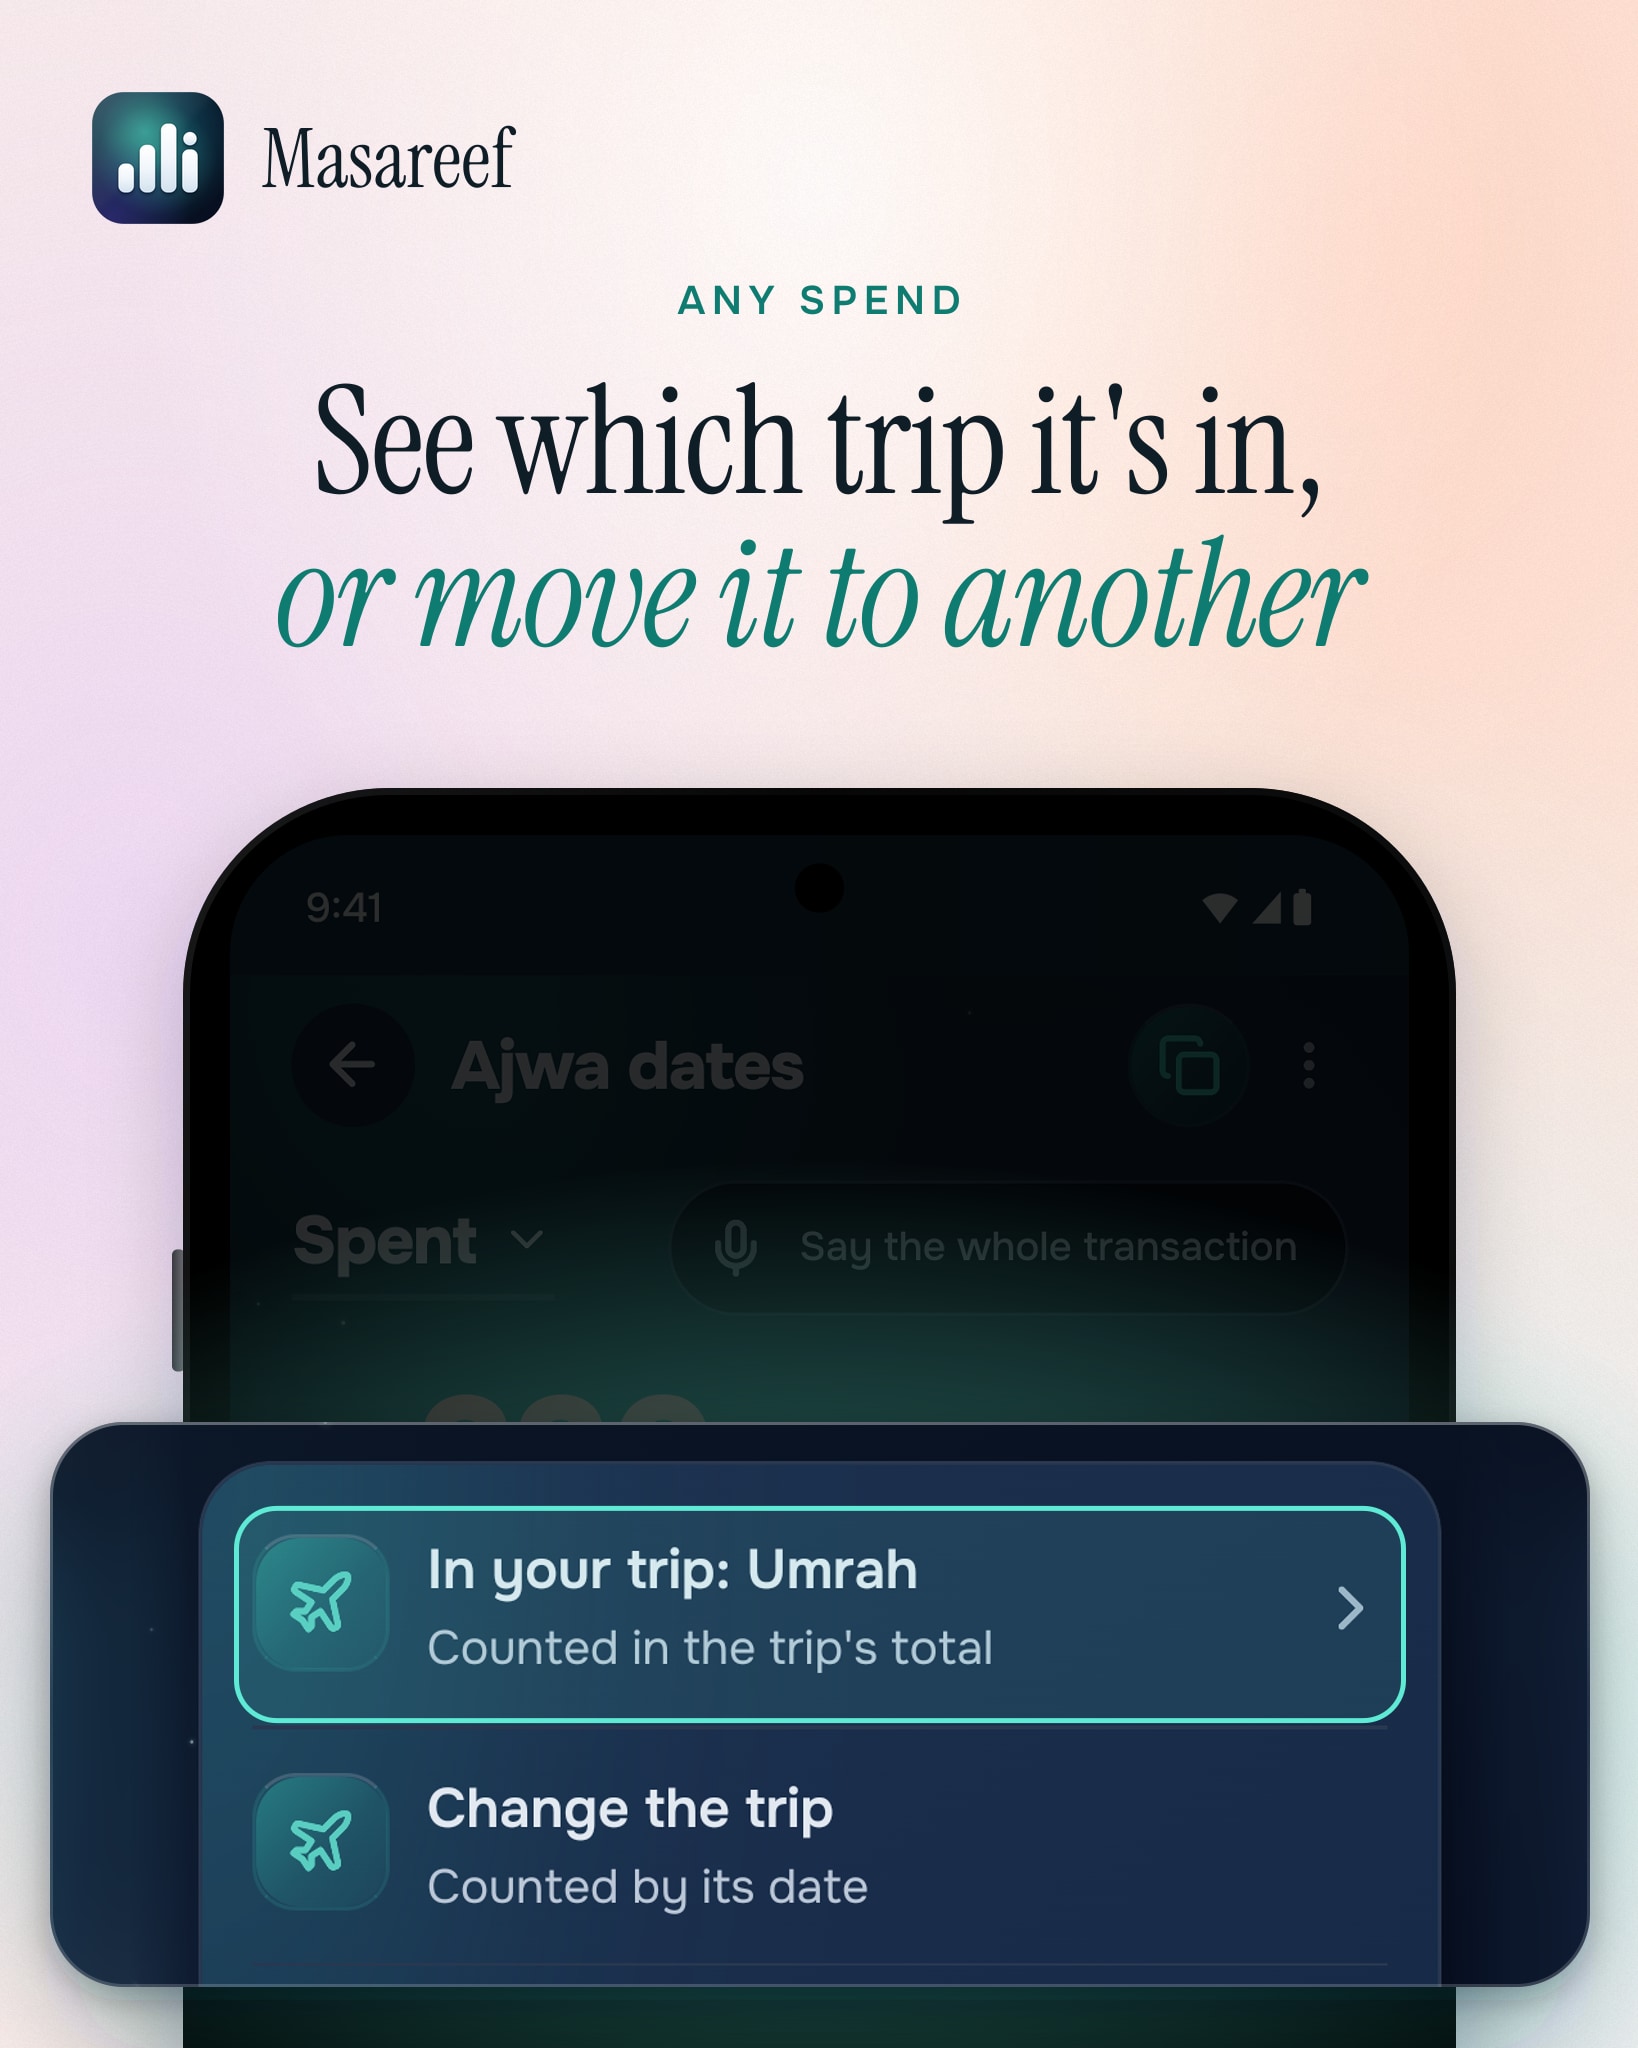 Masareef
ANY SPEND
See which trip it's in,
or move it to another
9:41
Ajwa dates
Spent
Say the whole transaction
In your trip: Umrah
Counted in the trip's total
Change the trip
Counted by its date